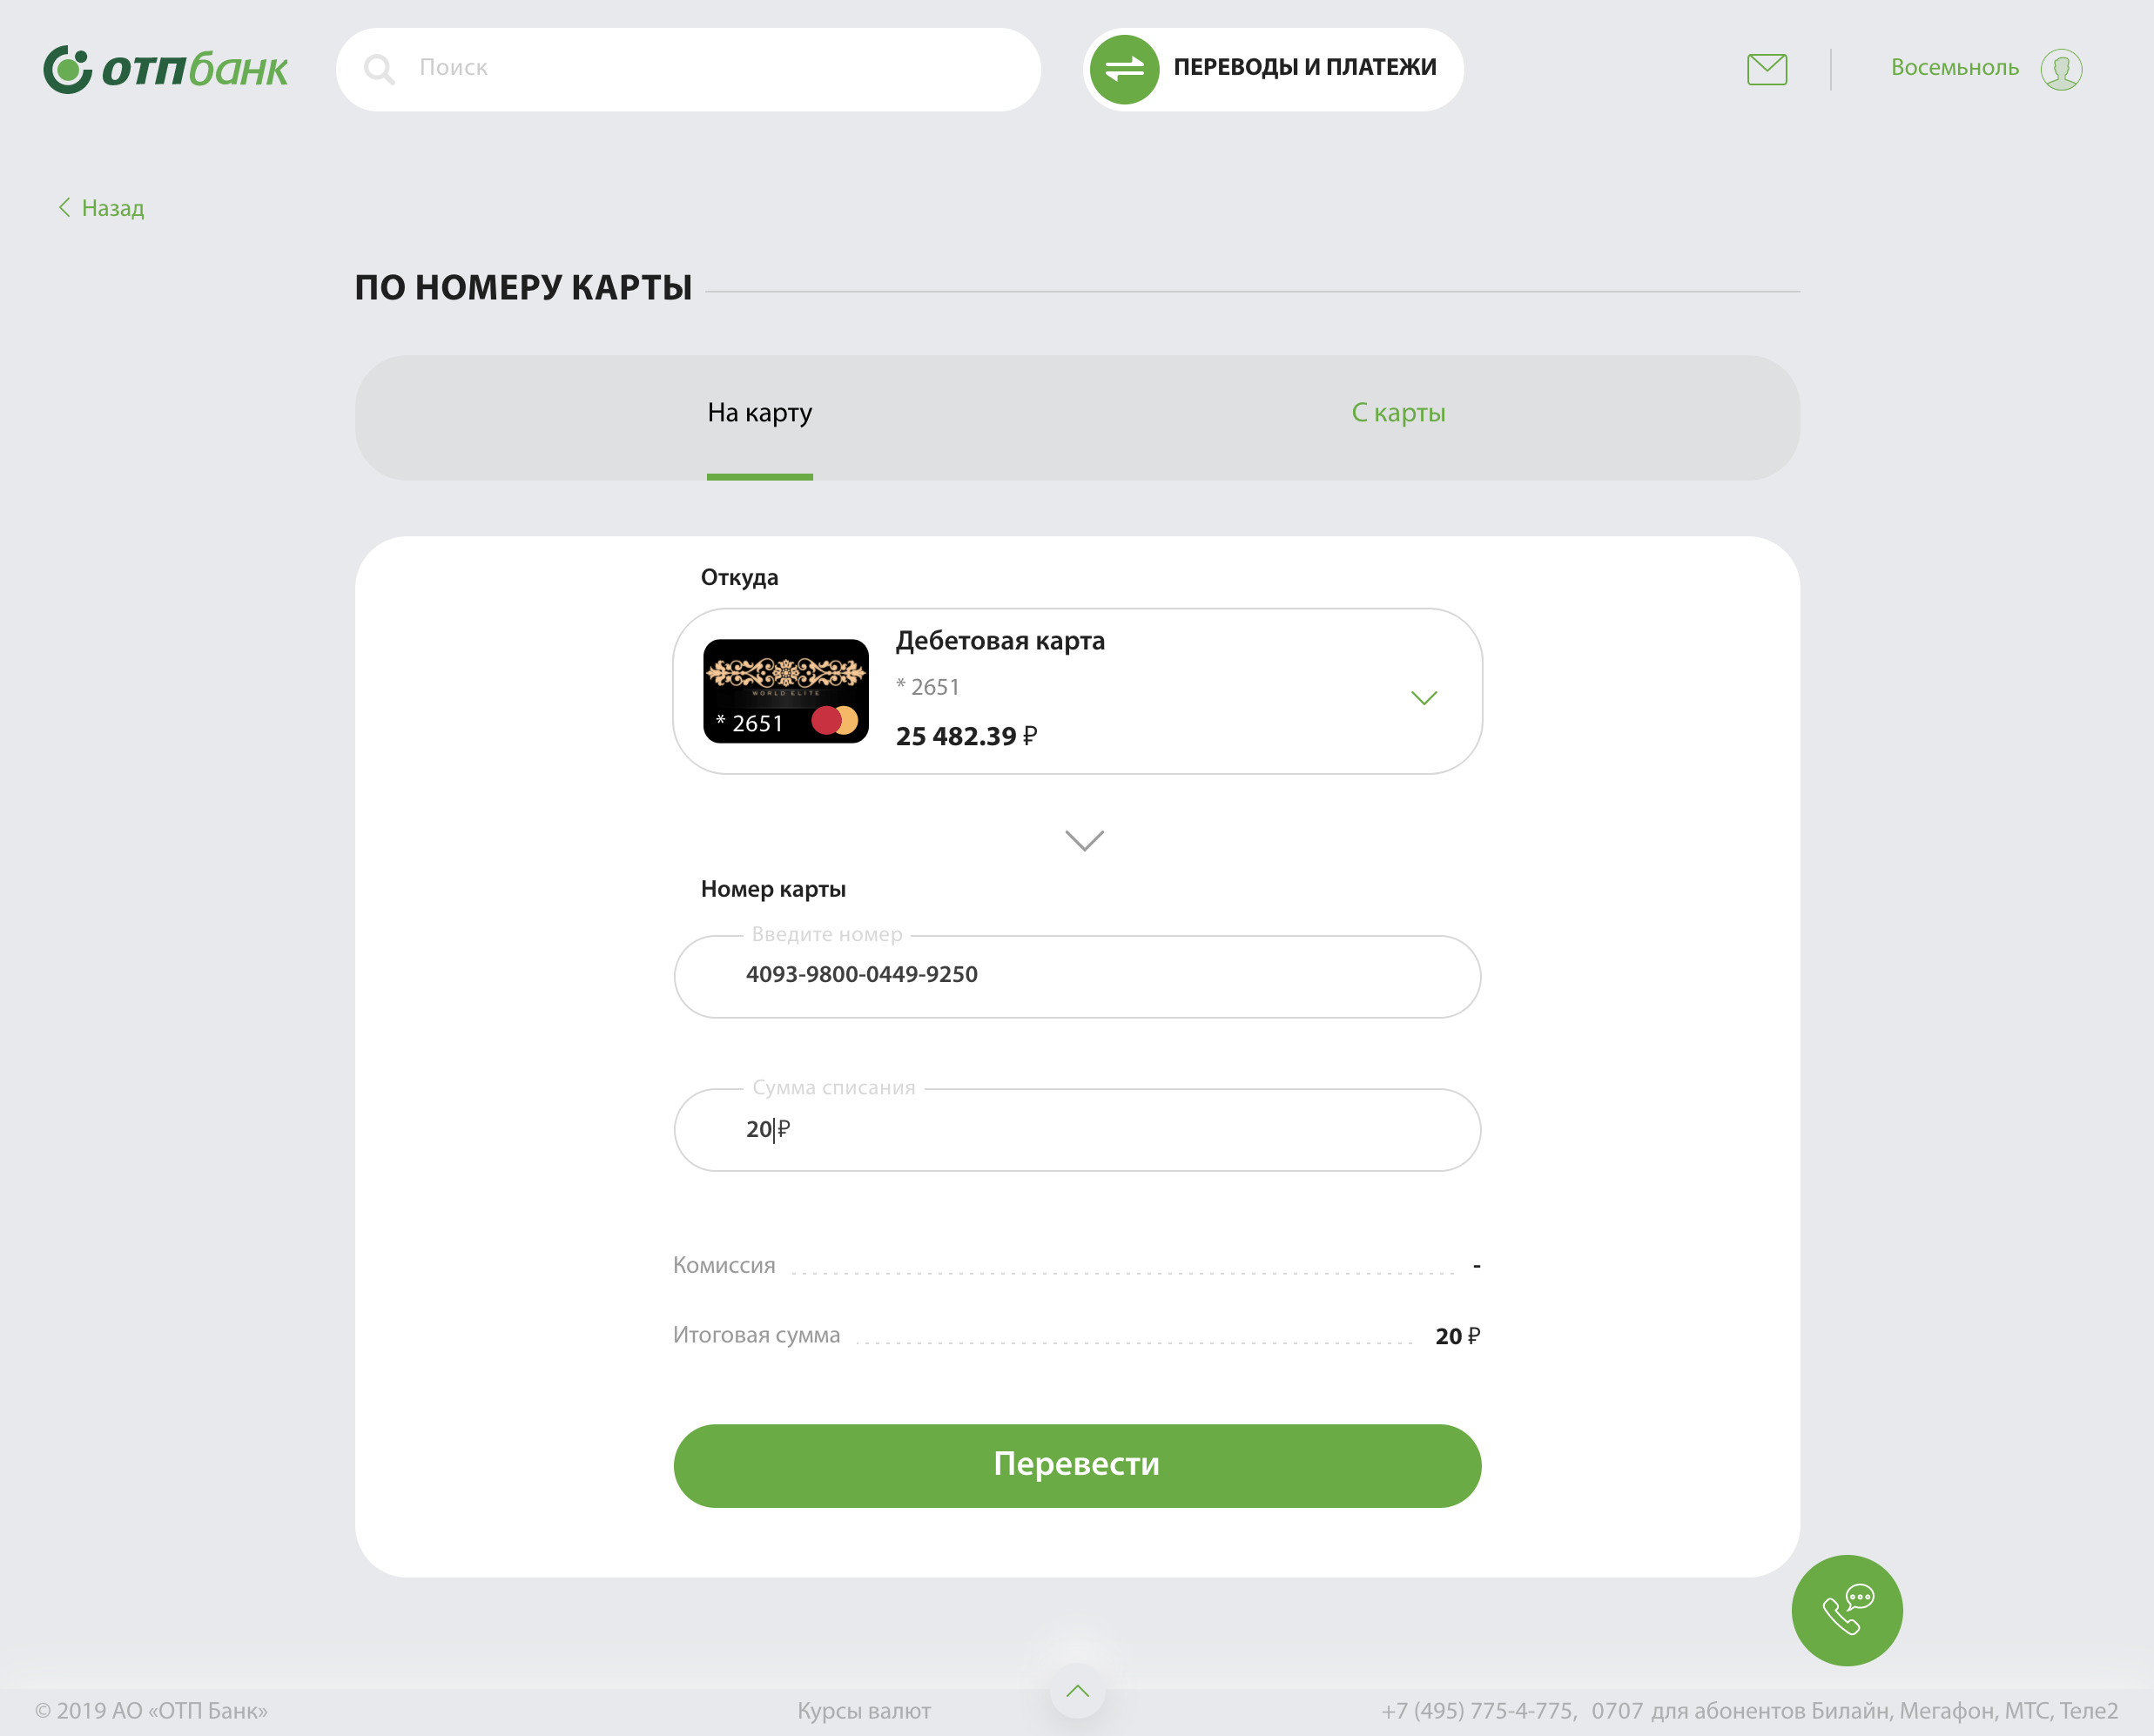 ОТПбанк
Поиск
ПЕРЕВОДЫ И ПЛАТЕЖИ
Восемьноль
Назад
ПО НОМЕРУ КАРТЫ
На карту
С карты
Откуда
Дебетовая карта
* 2651
25 482.39 ₽
WORLD ELITE
* 2651
Номер карты
Введите номер
4093-9800-0449-9250
Сумма списания
20 ₽
Комиссия -
Итоговая сумма 20 ₽
Перевести
© 2019 АО «ОТП Банк»
Курсы валют
+7 (495) 775-4-775, 0707 для абонентов Билайн, Мегафон, МТС, Теле2